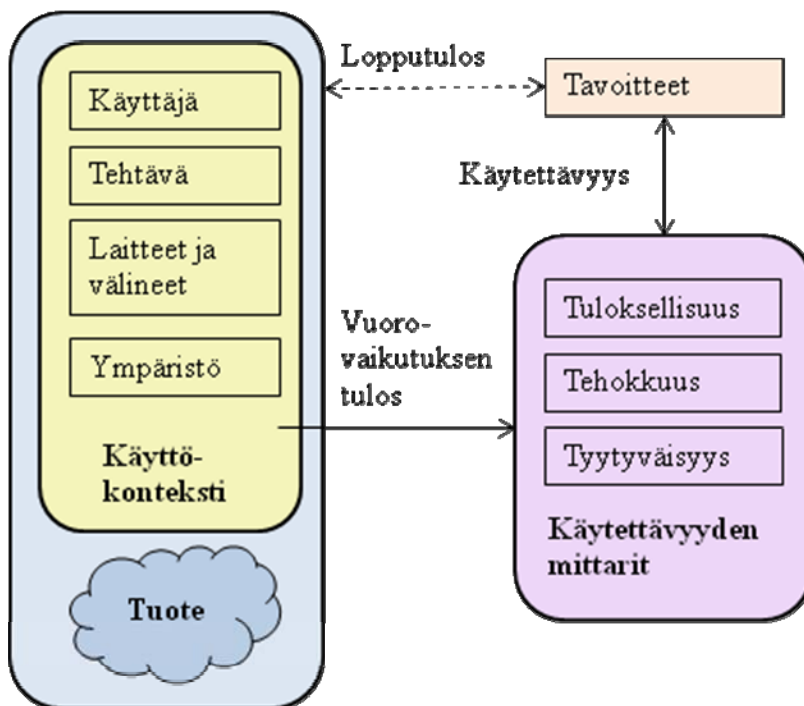 Käyttäjä
Tehtävä
Laitteet ja
välineet
Ympäristö
Käyttö-
konteksti
Tuote
Lopputulos
Tavoitteet
Käytettävyys
Vuoro-
vaikutuksen
tulos
Tuloksellisuus
Tehokkuus
Tyytyväisyys
Käytettävyyden
mittarit